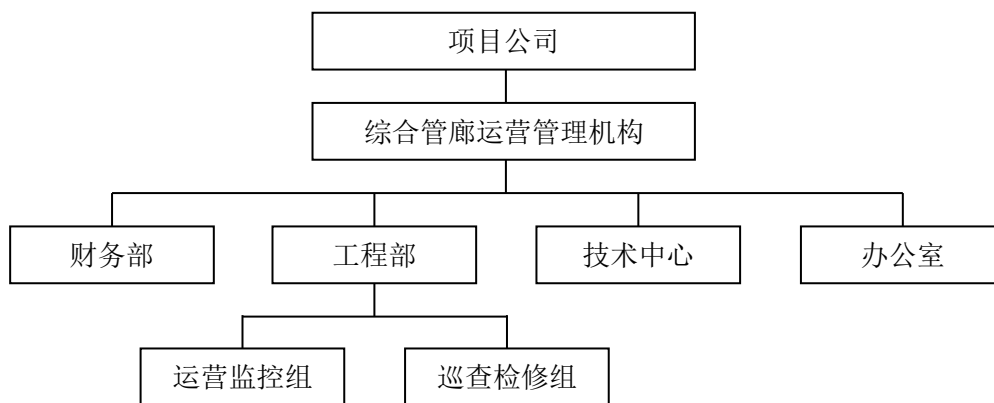 项目公司
综合管廊运营管理机构
财务部
工程部
技术中心
办公室
运营监控组
巡查检修组